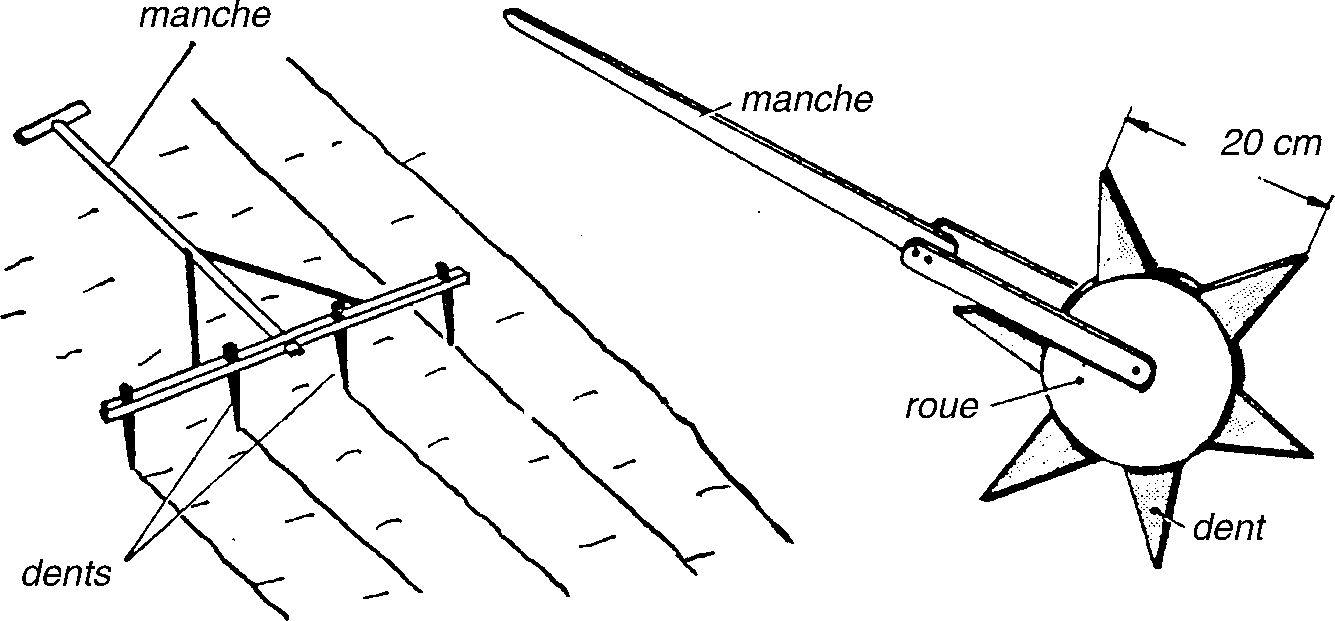 manche
manche
20 cm
roue
dent
dents